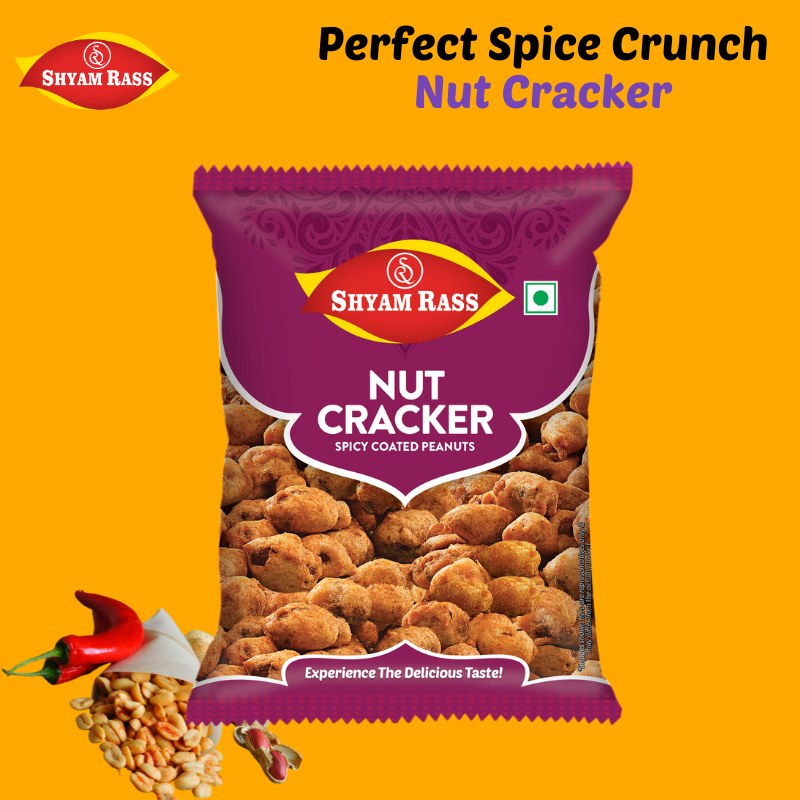 SHYAM RASS
Perfect Spice Crunch
Nut Cracker
SHYAM RASS
NUT
CRACKER
SPICY COATED PEANUTS
Experience The Delicious Taste!